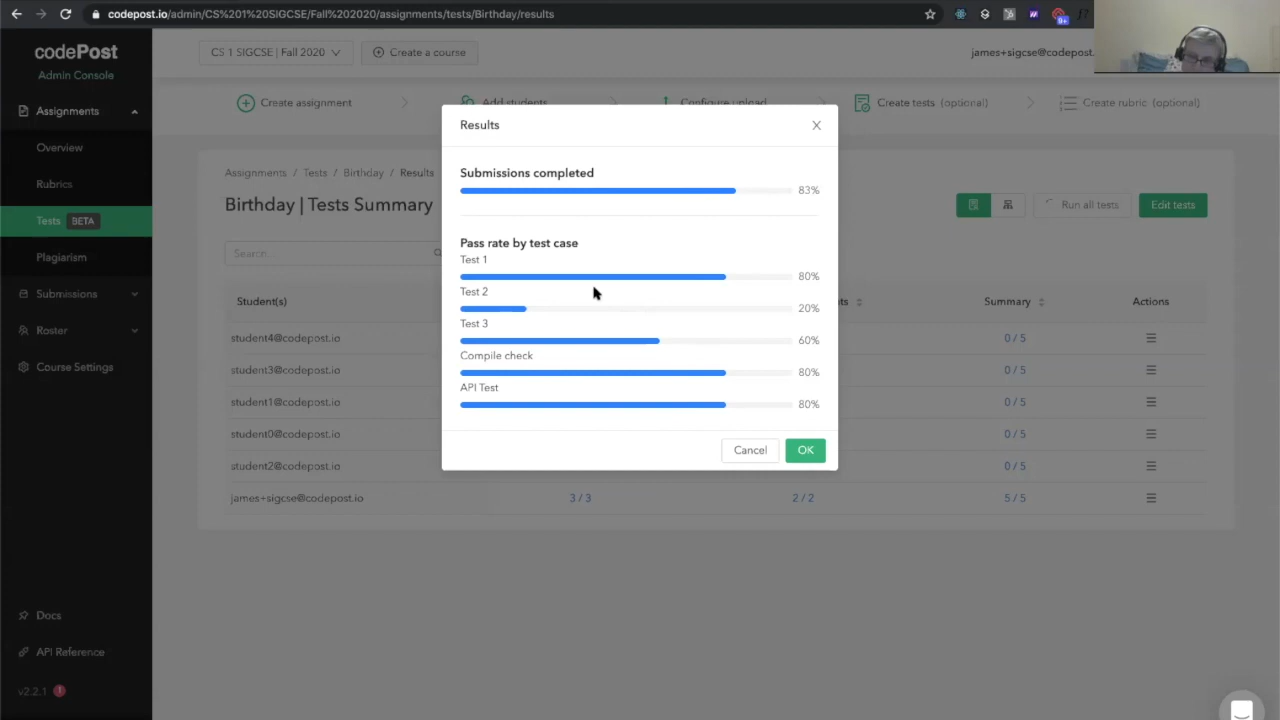 codepost.io/admin/CS%201%20SIGCSE/Fall%202020/assignments/tests/Birthday/results
9+
codePost
Admin Console
CS 1 SIGCSE | Fall 2020
Create a course
james+sigcse@codepost.
Assignments
Overview
Rubrics
Tests BETA
Plagiarism
Submissions
Roster
Course Settings
Docs
API Reference
v2.2.1
Create assignment
Add students
Configure upload
Create tests (optional)
Create rubric (optional)
Assignments / Tests / Birthday / Results
Birthday | Tests Summary
Run all tests
Edit tests
Search...
Student(s)
Summary
Actions
student4@codepost.io 0 / 5
student3@codepost.io 0 / 5
student1@codepost.io 0 / 5
student0@codepost.io 0 / 5
student2@codepost.io 0 / 5
james+sigcse@codepost.io 3 / 3 2 / 2 5 / 5
Results
Submissions completed
83%
Pass rate by test case
Test 1
80%
Test 2
20%
Test 3
60%
Compile check
80%
API Test
80%
Cancel
OK